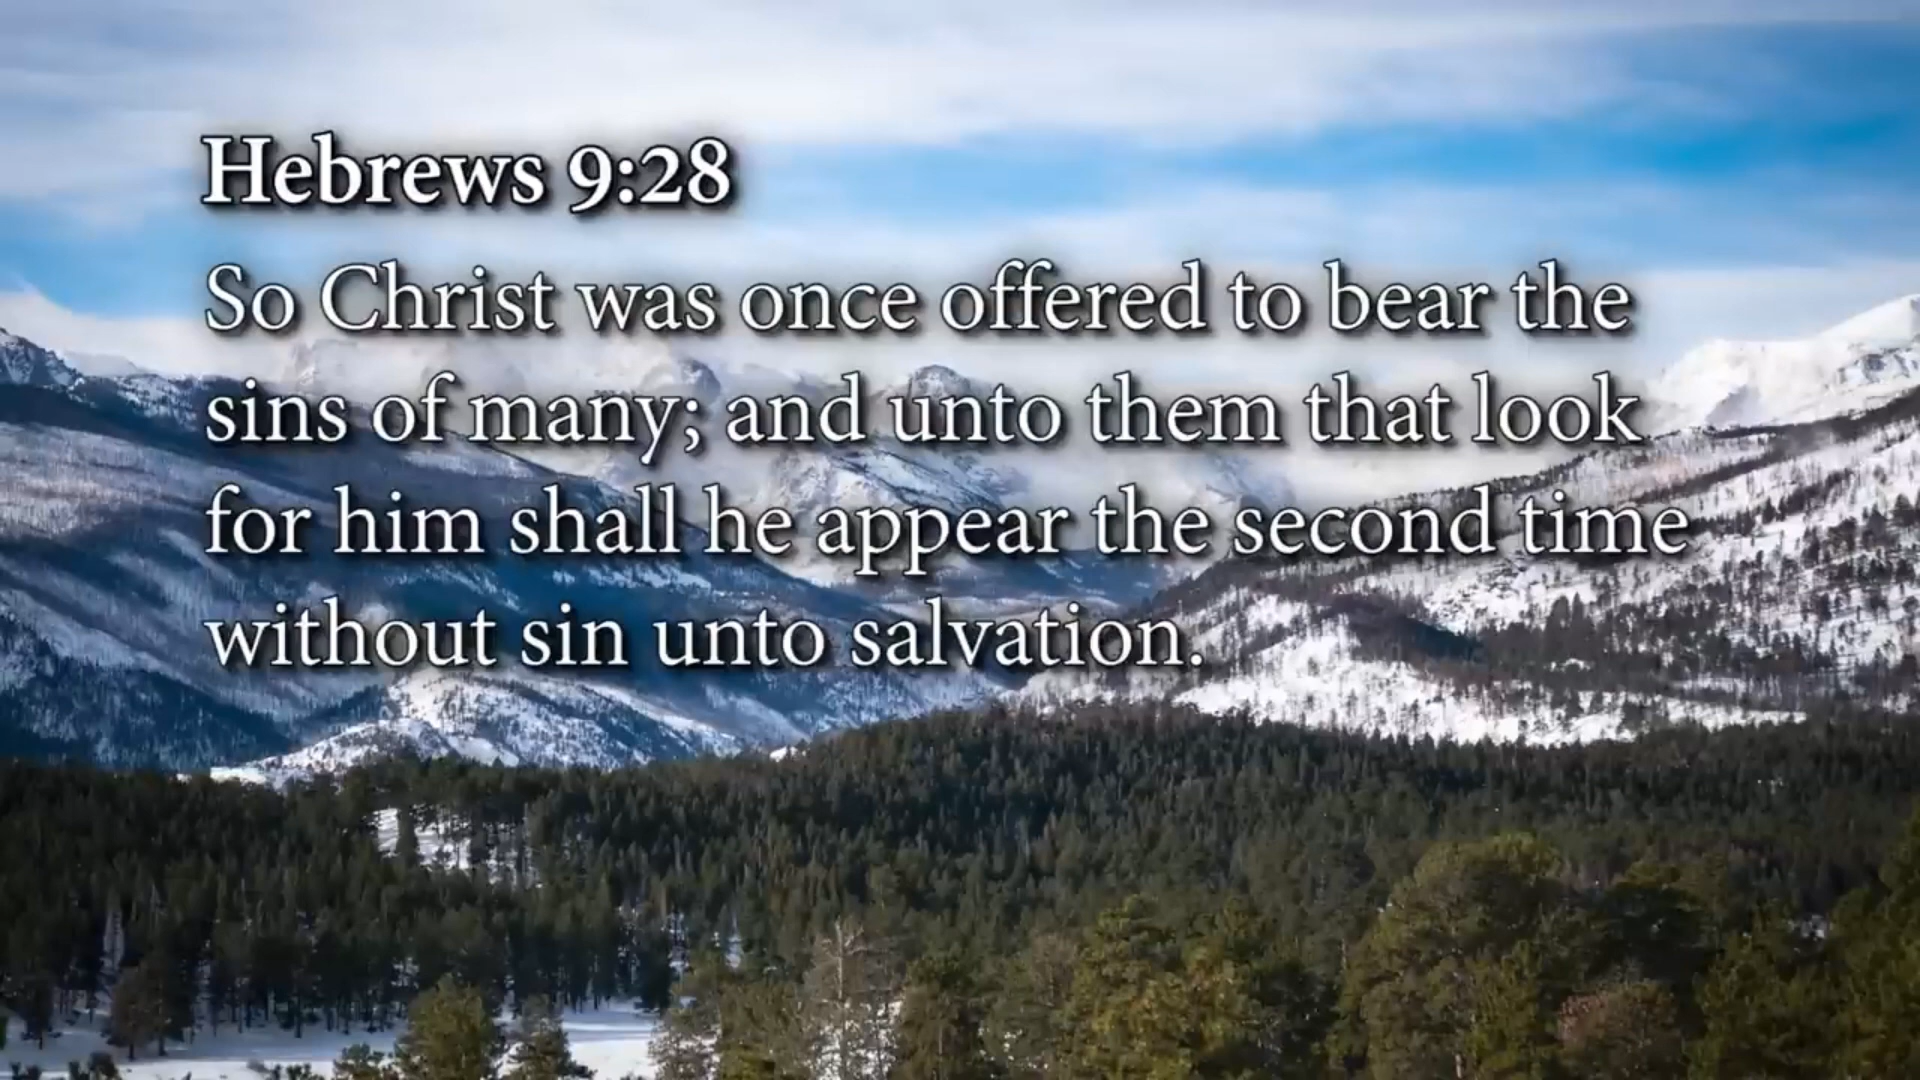 Hebrews 9:28
So Christ was once offered to bear the
sins of many; and unto them that look
for him shall he appear the second time
without sin unto salvation.